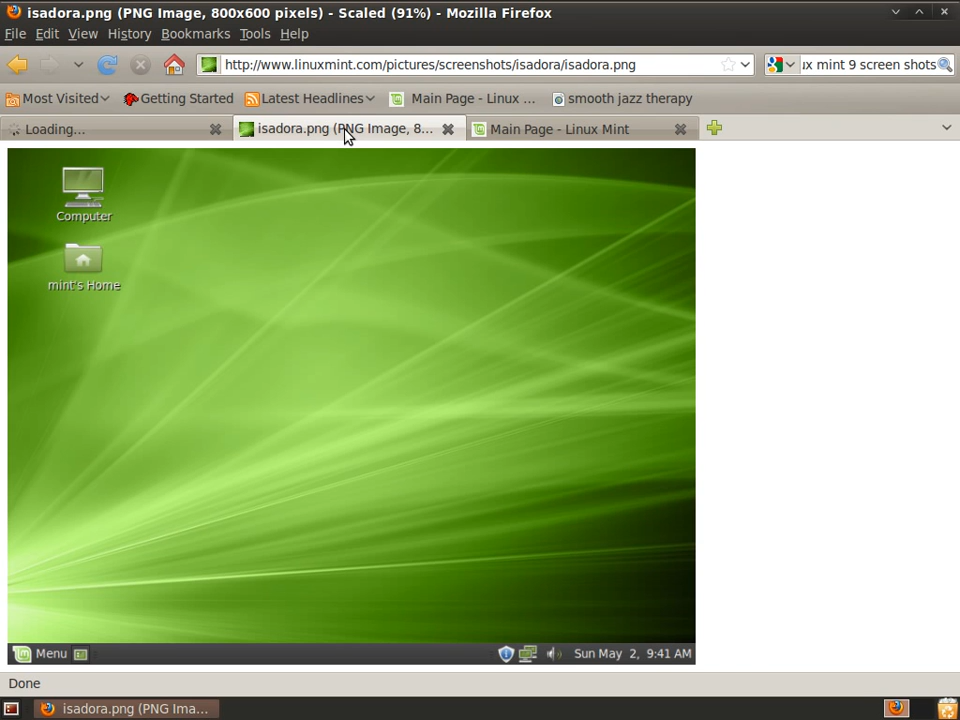 isadora.png (PNG Image, 800x600 pixels) - Scaled (91%) - Mozilla Firefox
File Edit View History Bookmarks Tools Help
http://www.linuxmint.com/pictures/screenshots/isadora/isadora.png ux mint 9 screen shots
Most Visited Getting Started Latest Headlines Main Page - Linux ... smooth jazz therapy
Loading... isadora.png (PNG Image, 8... Main Page - Linux Mint
Computer
mint's Home
Menu Sun May 2, 9:41 AM
Done
isadora.png (PNG Ima...